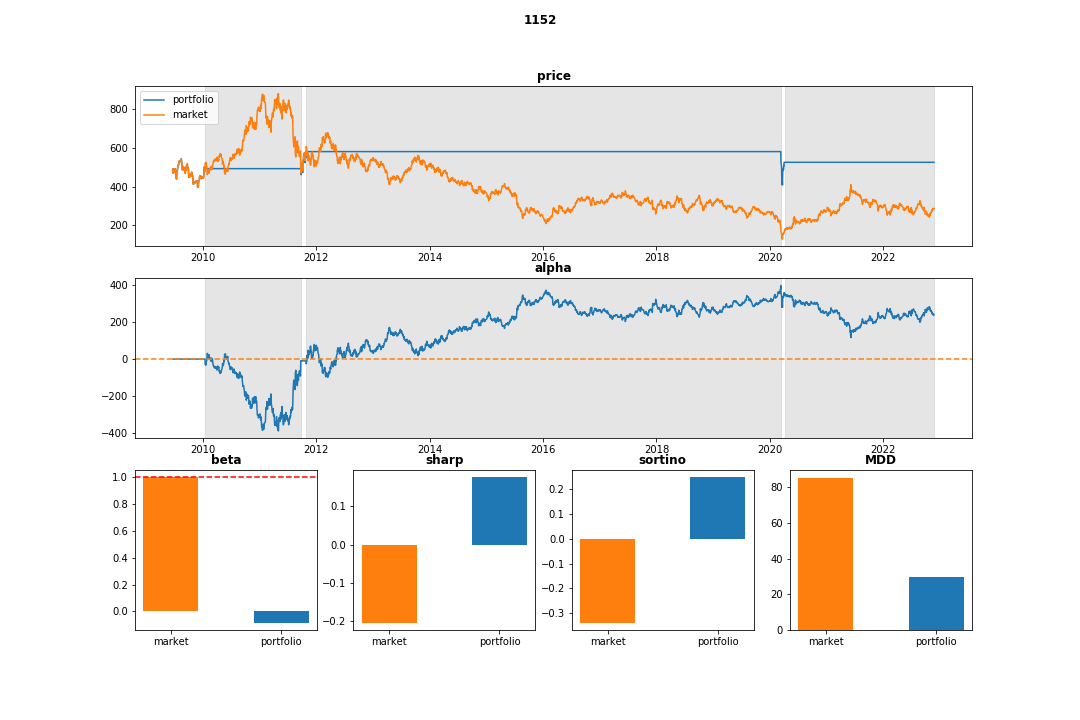 1152
price
portfolio
market
800
600
400
200
2010 2012 2014 2016 2018 2020 2022
alpha
400
200
0
−200
−400
2010 2012 2014 2016 2018 2020 2022
beta
1.0
0.8
0.6
0.4
0.2
0.0
market portfolio
sharp
0.1
0.0
−0.1
−0.2
market portfolio
sortino
0.2
0.1
0.0
−0.1
−0.2
−0.3
market portfolio
MDD
80
60
40
20
0
market portfolio